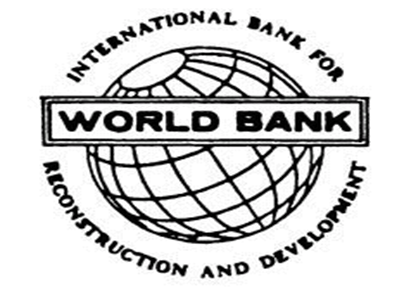 INTERNATIONAL BANK FOR
WORLD BANK
RECONSTRUCTION AND DEVELOPMENT